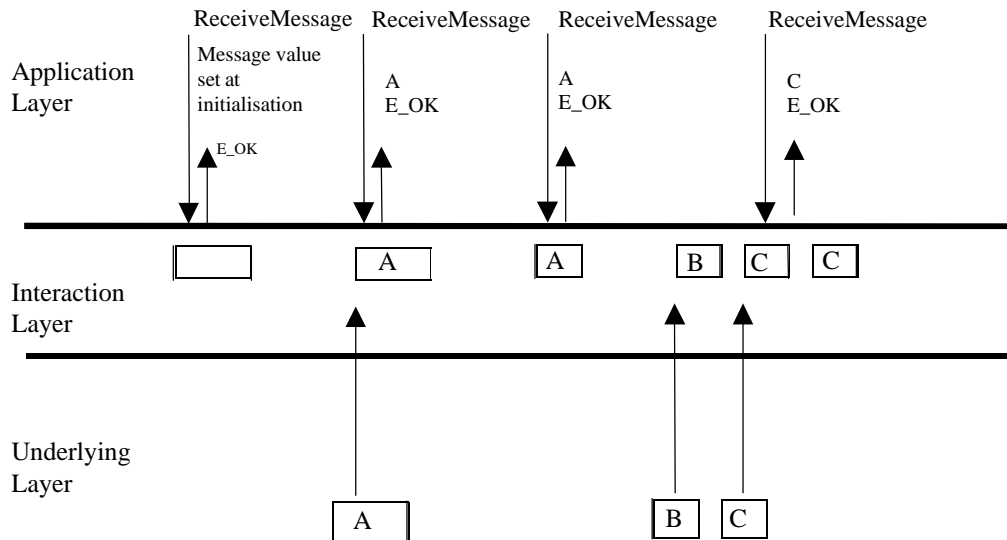 ReceiveMessage ReceiveMessage ReceiveMessage ReceiveMessage
Message value
set at
initialisation
E_OK
A
E_OK
A
E_OK
C
E_OK
Application
Layer
A A B C C
Interaction
Layer
Underlying
Layer
A B C